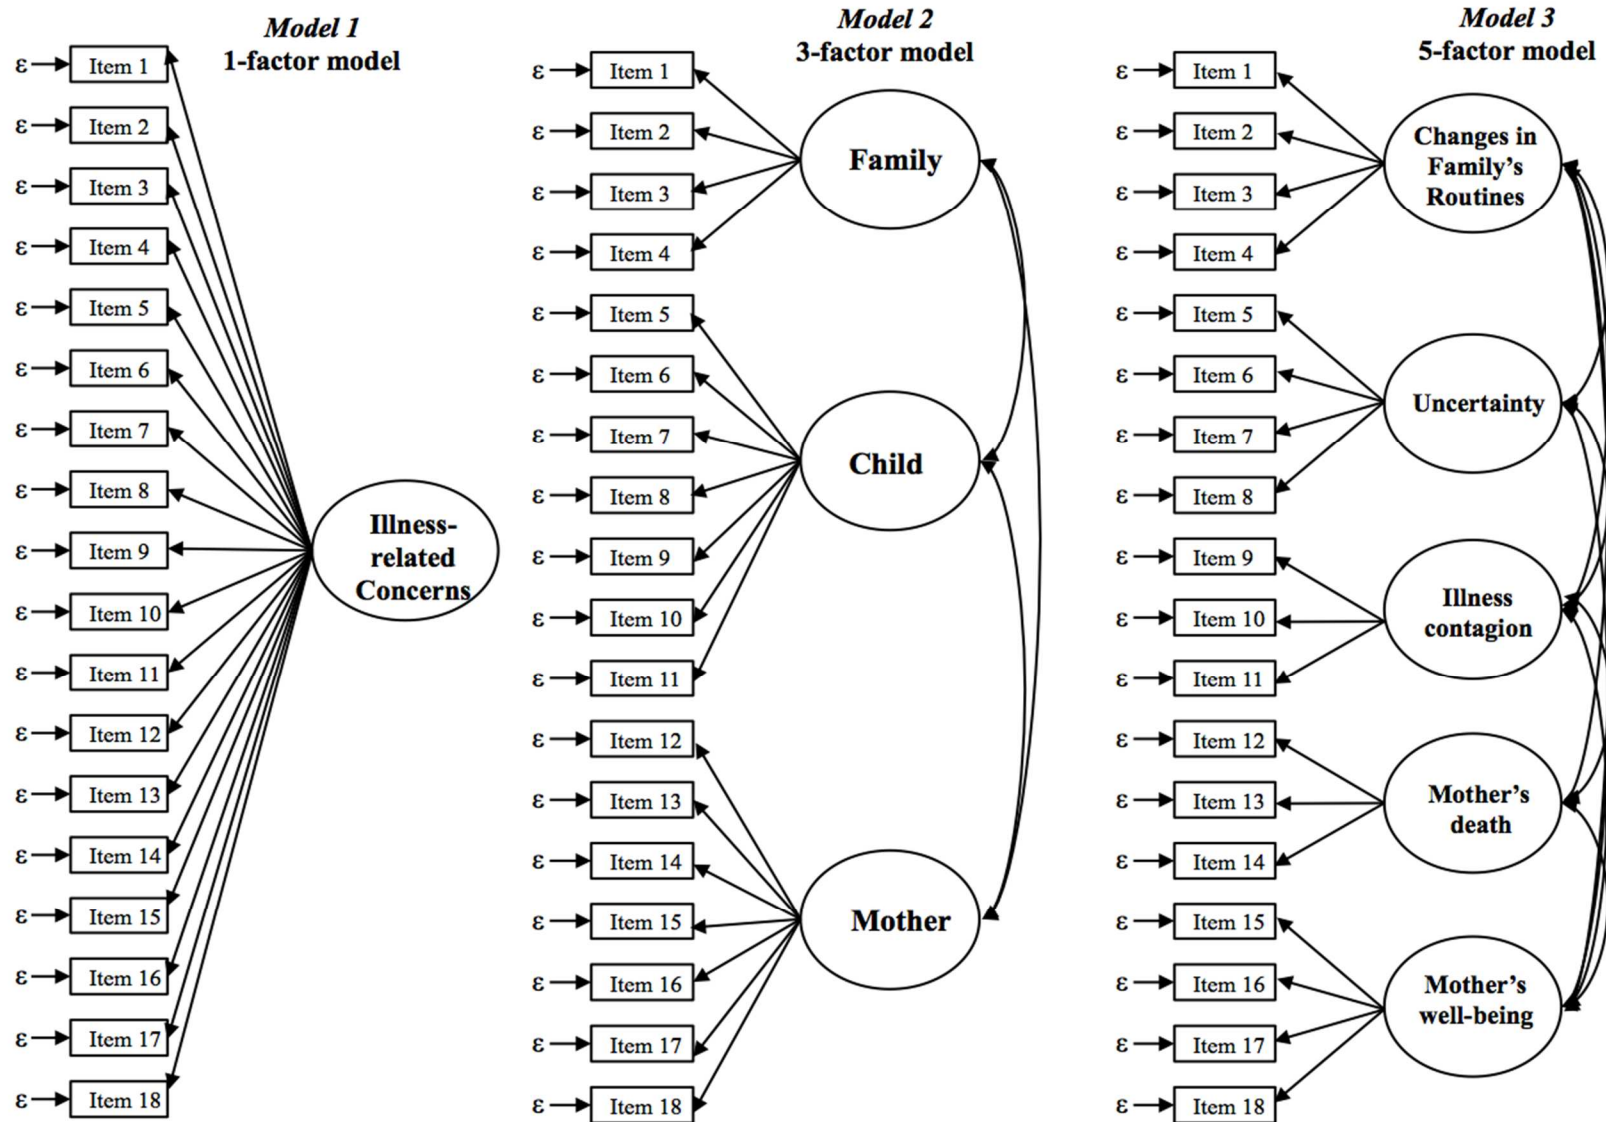 Model 1
1-factor model
ε Item 1
ε Item 2
ε Item 3
ε Item 4
ε Item 5
ε Item 6
ε Item 7
ε Item 8
ε Item 9
ε Item 10
ε Item 11
ε Item 12
ε Item 13
ε Item 14
ε Item 15
ε Item 16
ε Item 17
ε Item 18
Illness-
related
Concerns
Model 2
3-factor model
ε Item 1
ε Item 2
ε Item 3
ε Item 4
ε Item 5
ε Item 6
ε Item 7
ε Item 8
ε Item 9
ε Item 10
ε Item 11
ε Item 12
ε Item 13
ε Item 14
ε Item 15
ε Item 16
ε Item 17
ε Item 18
Family
Child
Mother
Model 3
5-factor model
ε Item 1
ε Item 2
ε Item 3
ε Item 4
ε Item 5
ε Item 6
ε Item 7
ε Item 8
ε Item 9
ε Item 10
ε Item 11
ε Item 12
ε Item 13
ε Item 14
ε Item 15
ε Item 16
ε Item 17
ε Item 18
Changes in
Family’s
Routines
Uncertainty
Illness
contagion
Mother’s
death
Mother’s
well-being